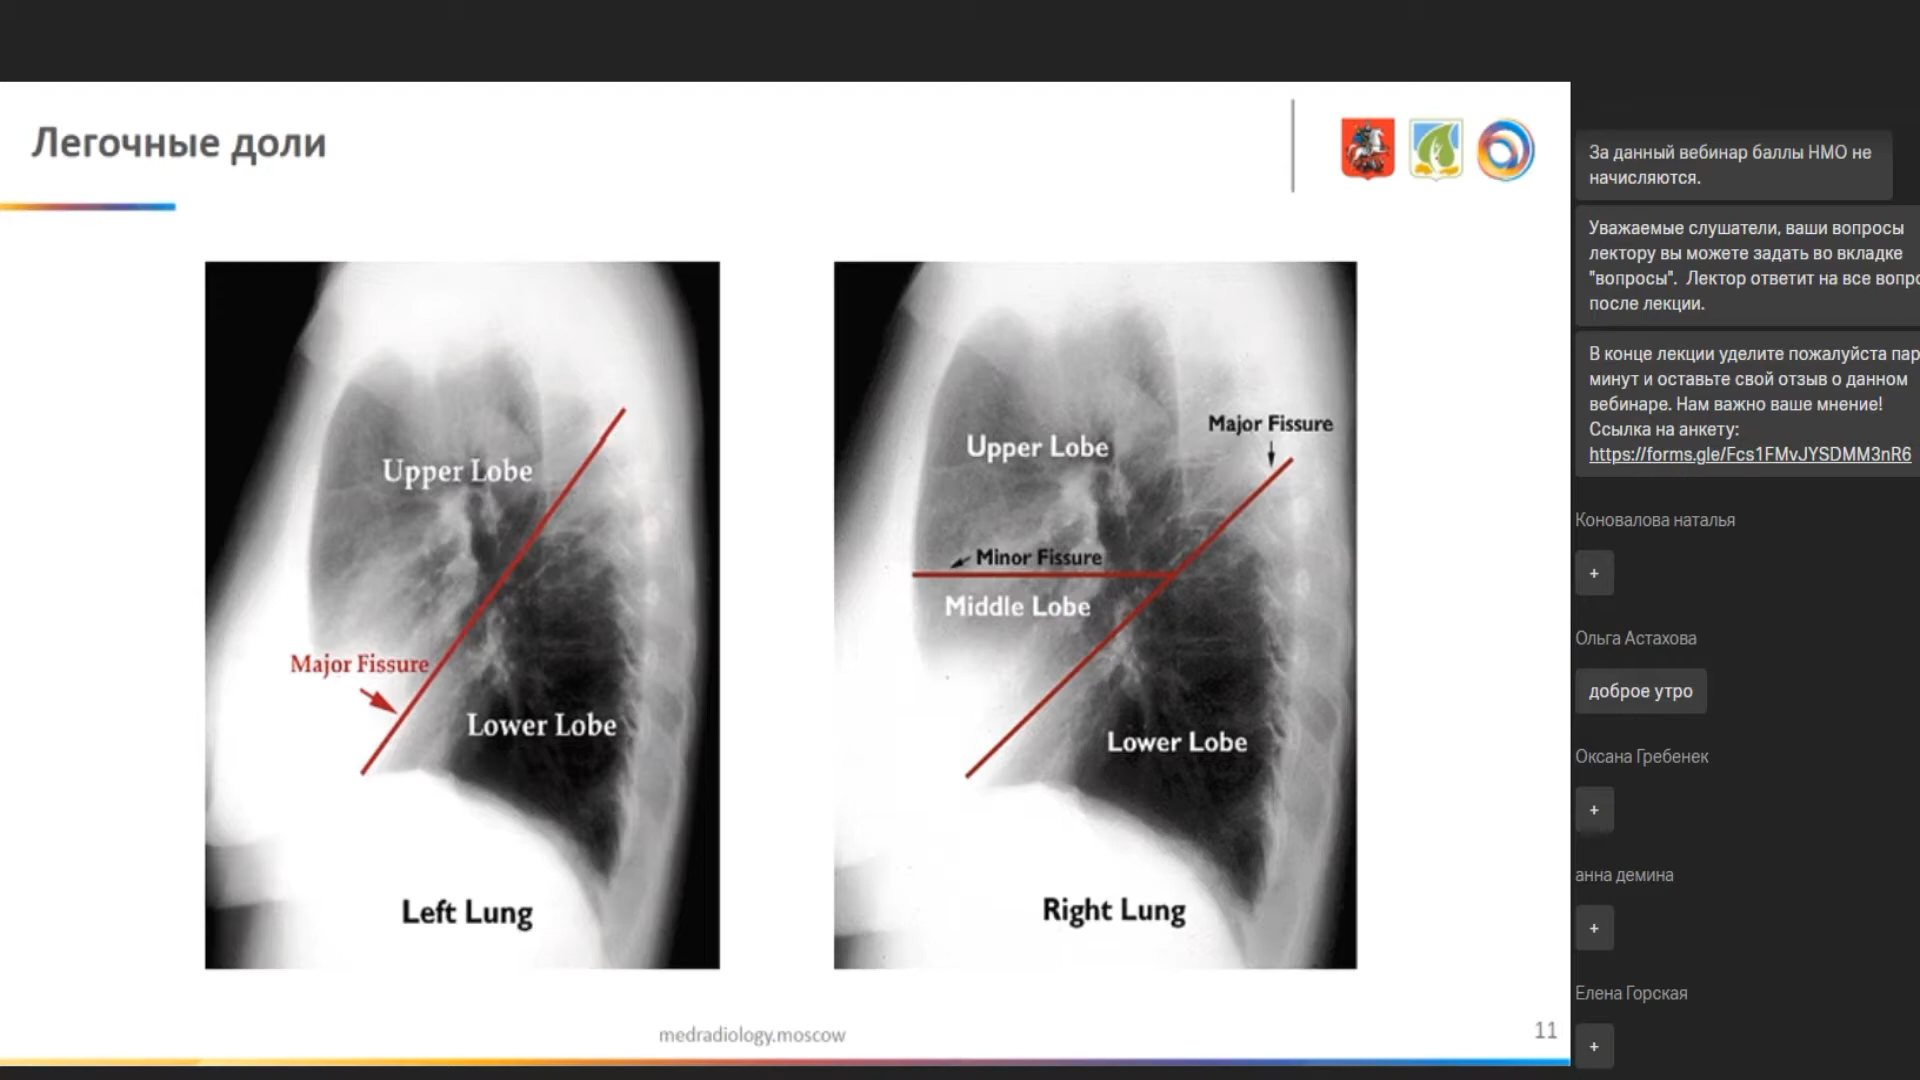 Легочные доли
Upper Lobe
Major Fissure
Lower Lobe
Left Lung
Major Fissure
Upper Lobe
Minor Fissure
Middle Lobe
Lower Lobe
Right Lung
medradiology.moscow
11
За данный вебинар баллы НМО не
начисляются.
Уважаемые слушатели, ваши вопросы
лектору вы можете задать во вкладке
"вопросы". Лектор ответит на все вопро
после лекции.
В конце лекции уделите пожалуйста пар
минут и оставьте свой отзыв о данном
вебинаре. Нам важно ваше мнение!
Ссылка на анкету:
https://forms.gle/Fcs1FMvJYSDMM3nR6
Коновалова наталья
+
Ольга Астахова
доброе утро
Оксана Гребенек
+
анна демина
+
Елена Горская
+